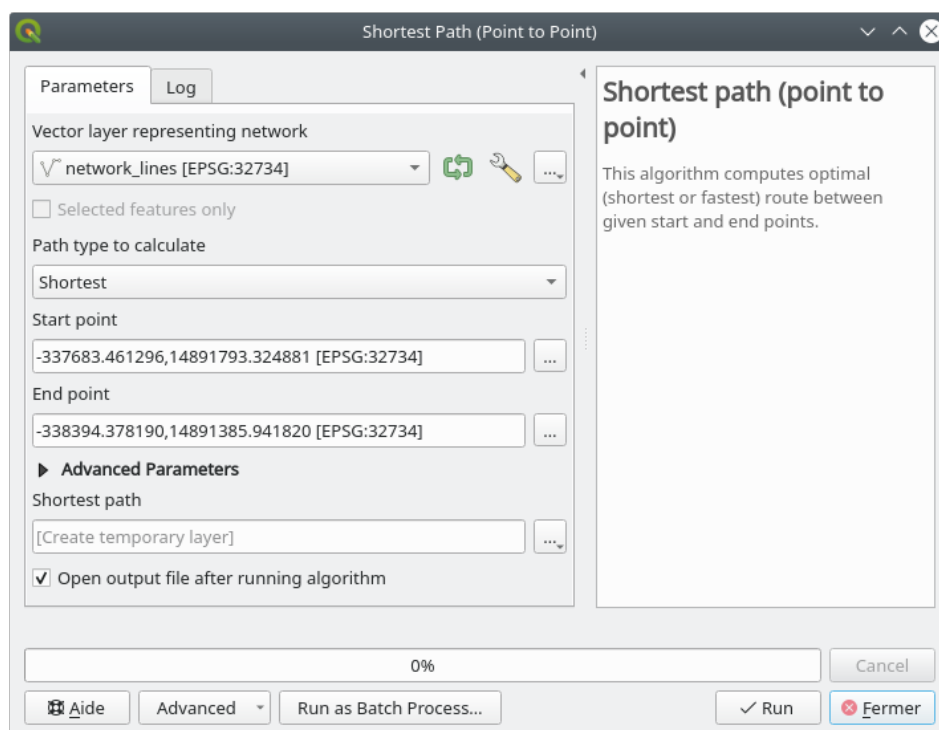 Shortest Path (Point to Point)
Parameters
Log
Vector layer representing network
network_lines [EPSG:32734]
...
Selected features only
Path type to calculate
Shortest
Start point
-337683.461296,14891793.324881 [EPSG:32734]
...
End point
-338394.378190,14891385.941820 [EPSG:32734]
...
Advanced Parameters
Shortest path
[Create temporary layer]
...
Open output file after running algorithm
Shortest path (point to
point)
This algorithm computes optimal
(shortest or fastest) route between
given start and end points.
0%
Cancel
Aide
Advanced
Run as Batch Process...
Run
Fermer